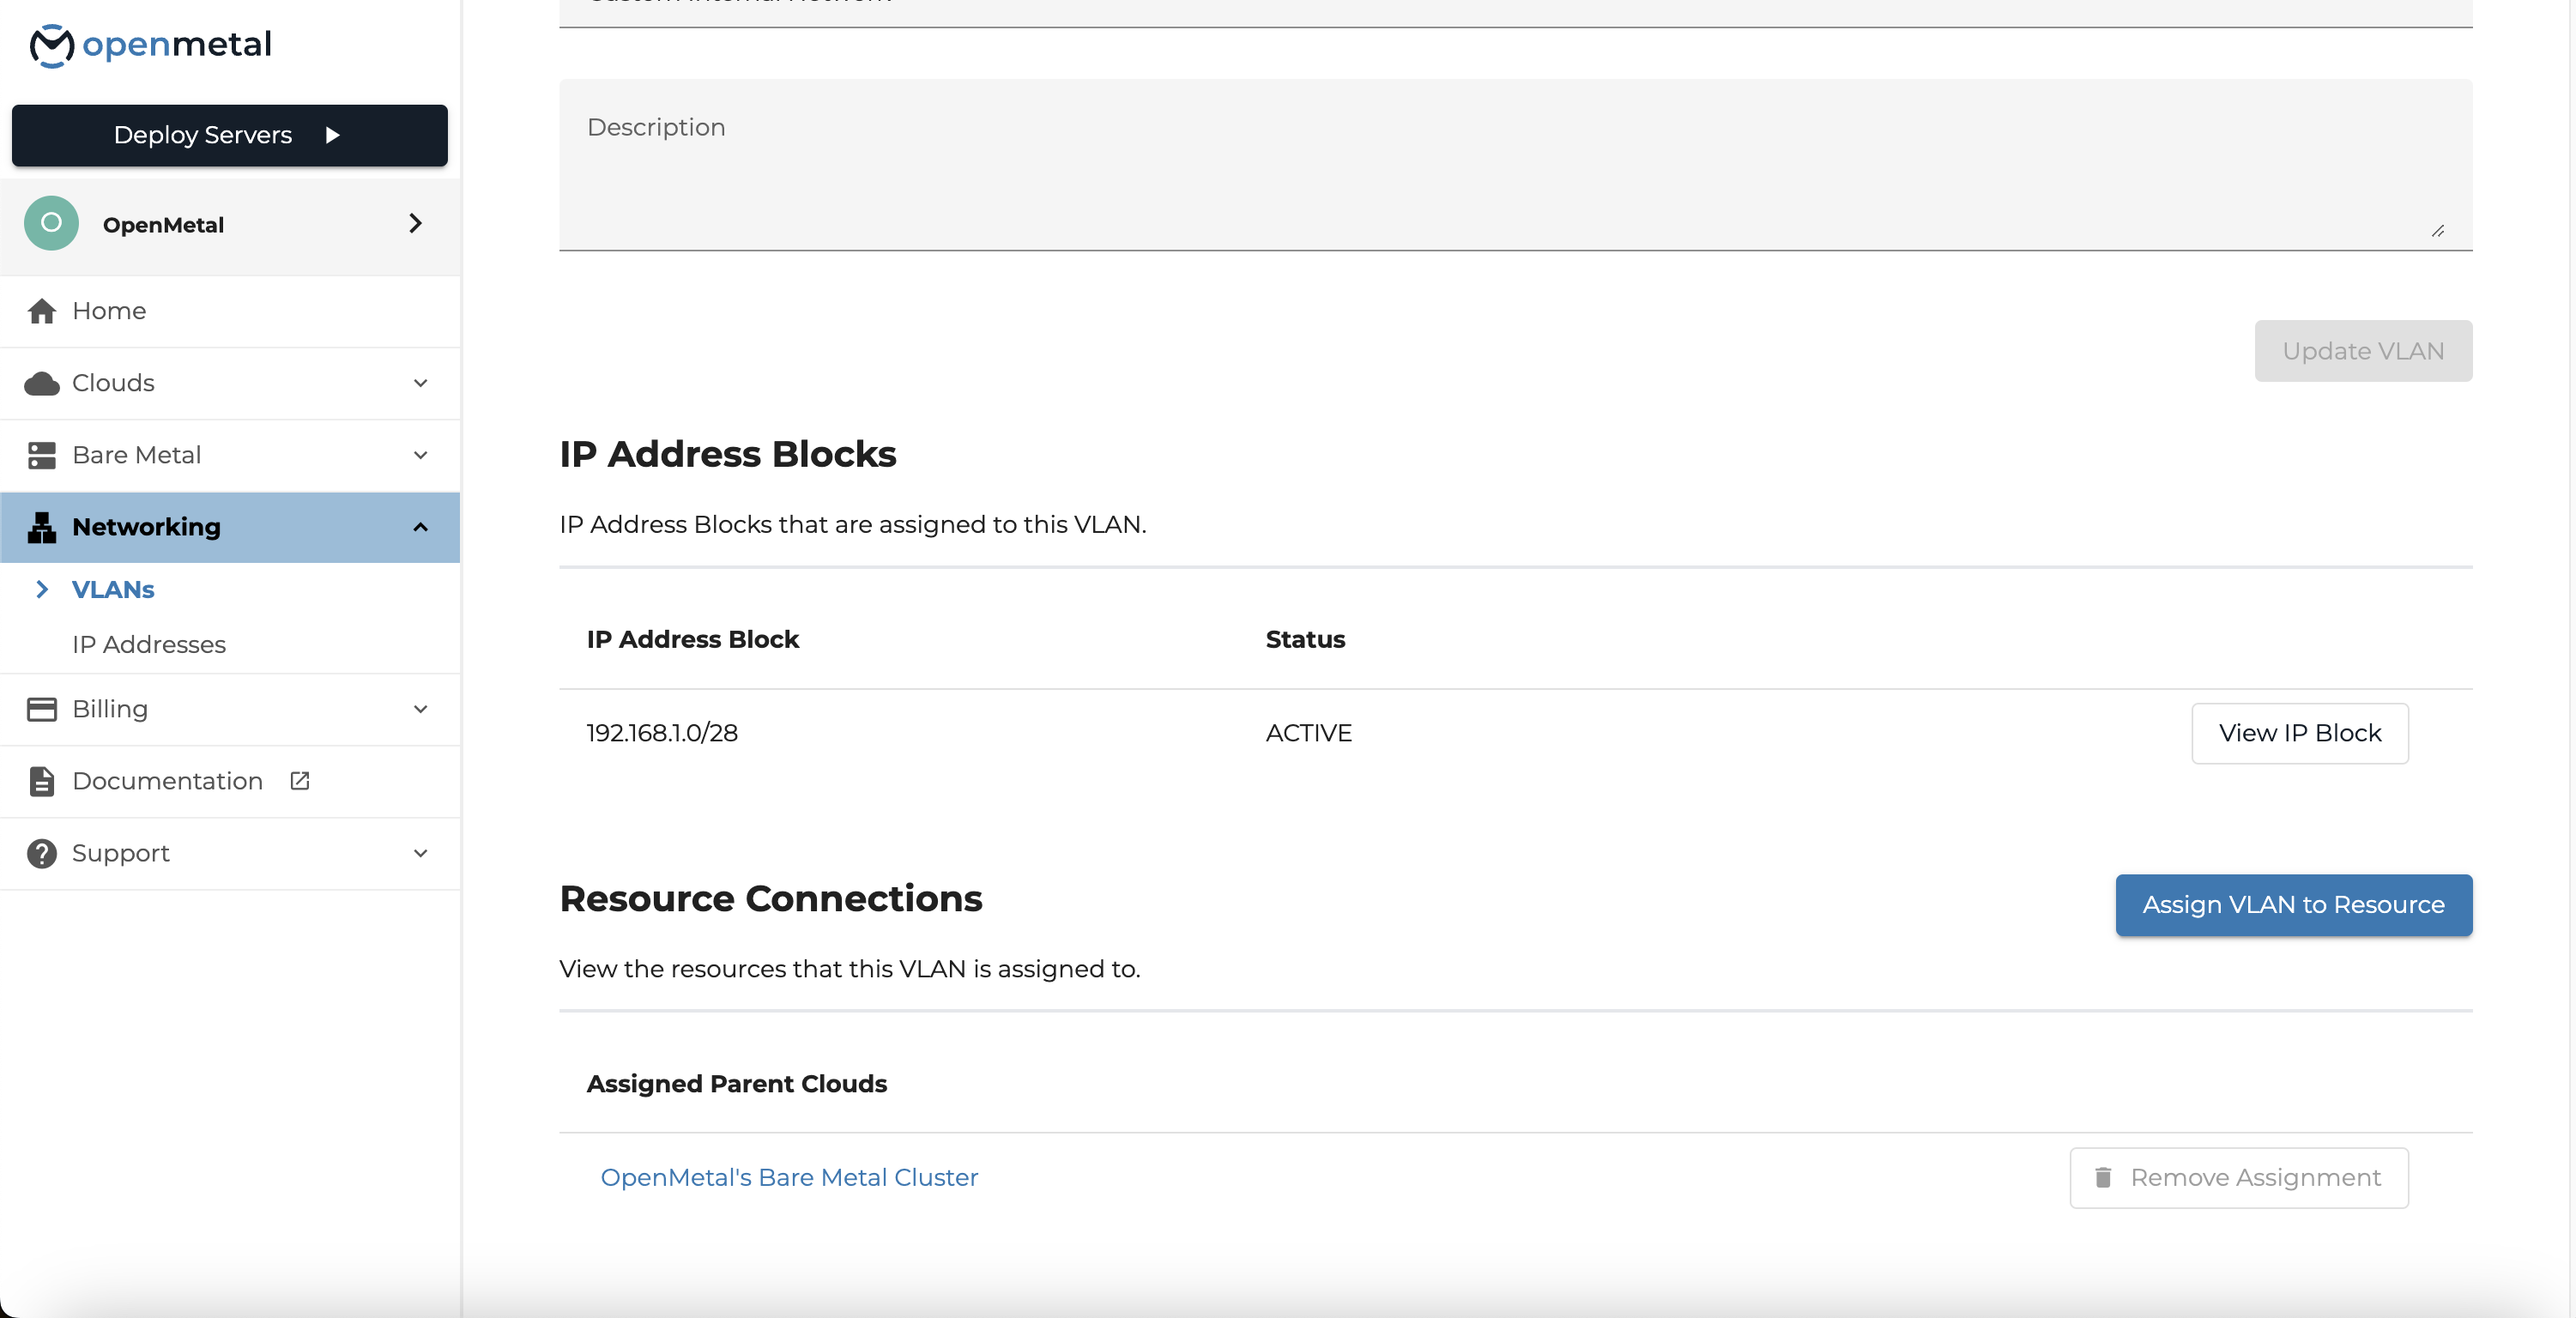 openmetal
Deploy Servers
O
OpenMetal
Home
Clouds
Bare Metal
Networking
VLANs
IP Addresses
Billing
Documentation
Support
Custom Internal Network
Description
Update VLAN
IP Address Blocks
IP Address Blocks that are assigned to this VLAN.
IP Address Block Status
192.168.1.0/28 ACTIVE View IP Block
Resource Connections
Assign VLAN to Resource
View the resources that this VLAN is assigned to.
Assigned Parent Clouds
OpenMetal's Bare Metal Cluster Remove Assignment